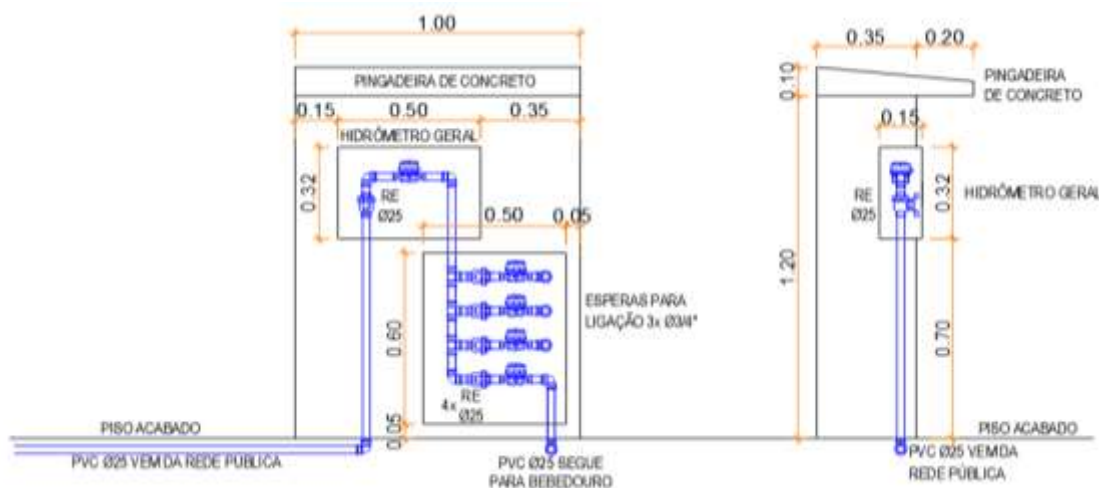 1.00
PINGADEIRA DE CONCRETO
0.15
0.50
0.35
HIDRÔMETRO GERAL
0.32
RE
Ø25
0.50
0.05
0.60
ESPERAS PARA
LIGAÇÃO 3x Ø3/4"
4x
RE
Ø25
0.05
PISO ACABADO
PVC Ø25 VEM DA REDE PÚBLICA
PVC Ø25 SEGUE
PARA BEBEDOURO
0.35
0.20
0.10
PINGADEIRA
DE CONCRETO
0.15
RE
Ø25
0.32
HIDRÔMETRO GERAL
1.20
0.70
PISO ACABADO
PVC Ø25 VEM DA
REDE PÚBLICA